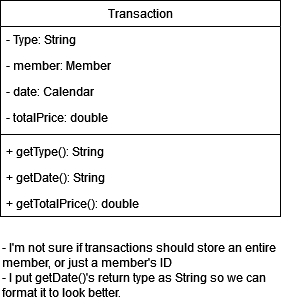 Transaction
- Type: String
- member: Member
- date: Calendar
- totalPrice: double
+ getType(): String
+ getDate(): String
+ getTotalPrice(): double
- I'm not sure if transactions should store an entire
member, or just a member's ID
- I put getDate()'s return type as String so we can
format it to look better.